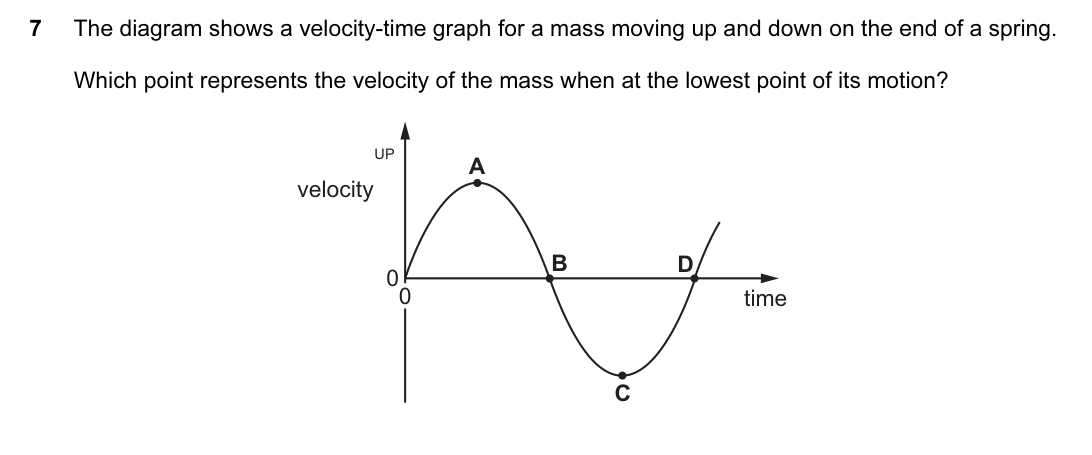 7 The diagram shows a velocity-time graph for a mass moving up and down on the end of a spring.
Which point represents the velocity of the mass when at the lowest point of its motion?
UP
A
velocity
B
D
0
0
time
C